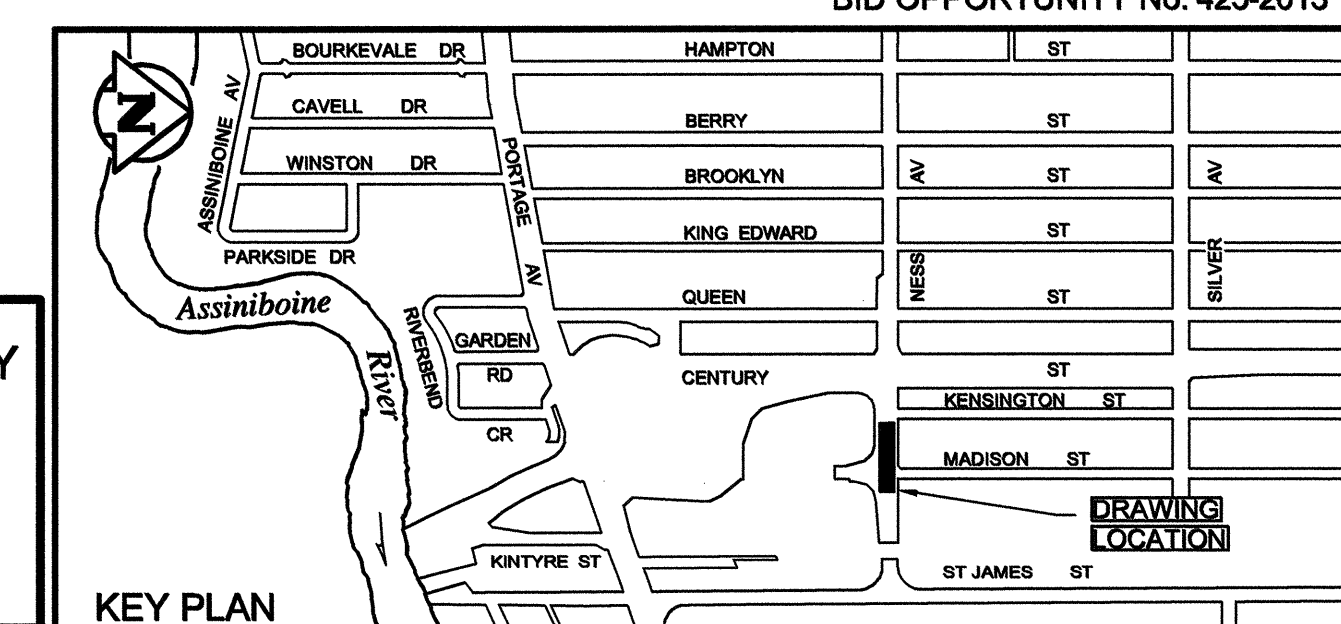 BID OPPORTUNITY No. 425-2013
BOURKEVALE DR
HAMPTON ST
N
ASSINIBOINE AV
CAVELL DR
BERRY ST
WINSTON DR
PORTAGE AV
BROOKLYN ST
NESS AV
SILVER AV
KING EDWARD ST
PARKSIDE DR
QUEEN ST
Assiniboine River
RIVERBEND
GARDEN
RD
CR
CENTURY ST
KENSINGTON ST
MADISON ST
DRAWING
LOCATION
KINTYRE ST
ST JAMES ST
KEY PLAN
Y